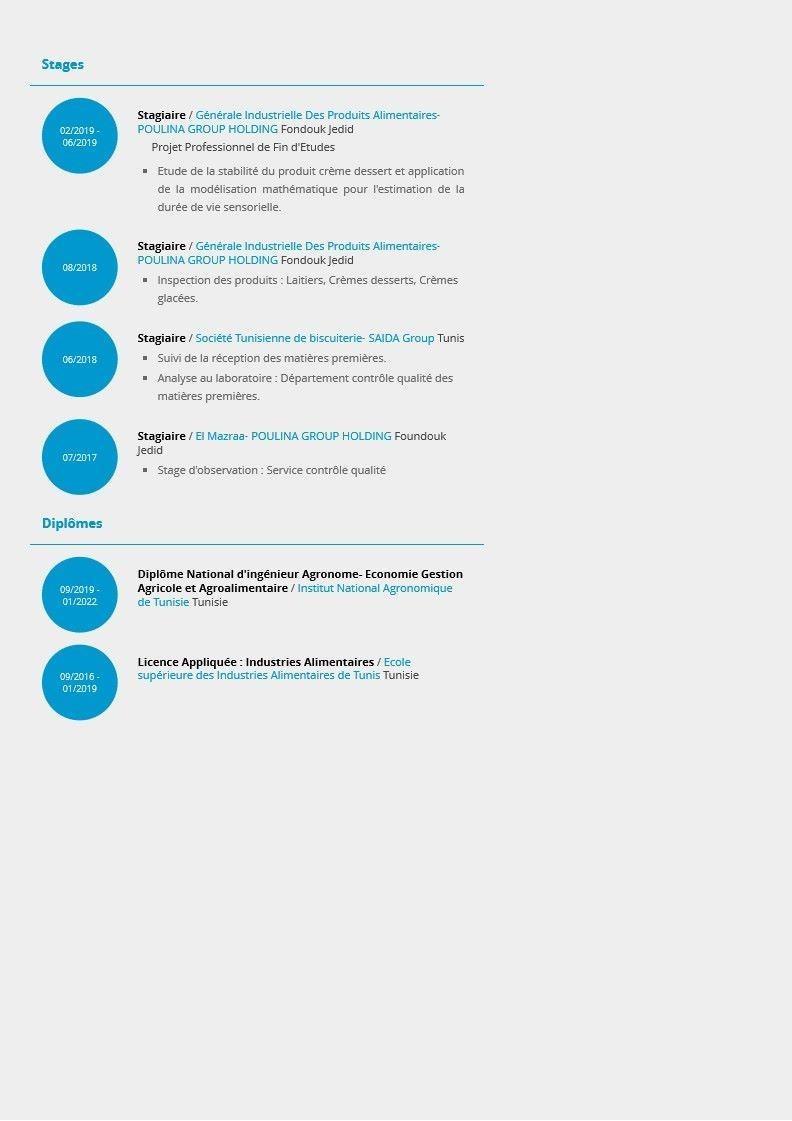 Stages
02/2019 -
06/2019
Stagiaire / Générale Industrielle Des Produits Alimentaires-
POULINA GROUP HOLDING Fondouk Jedid
Projet Professionnel de Fin d'Etudes
▪ Etude de la stabilité du produit crème dessert et application
de la modélisation mathématique pour l'estimation de la
durée de vie sensorielle.
08/2018
Stagiaire / Générale Industrielle Des Produits Alimentaires-
POULINA GROUP HOLDING Fondouk Jedid
▪ Inspection des produits : Laitiers, Crèmes desserts, Crèmes
glacées.
06/2018
Stagiaire / Société Tunisienne de biscuiterie- SAIDA Group Tunis
▪ Suivi de la réception des matières premières.
▪ Analyse au laboratoire : Département contrôle qualité des
matières premières.
07/2017
Stagiaire / El Mazraa- POULINA GROUP HOLDING Foundouk
Jedid
▪ Stage d'observation : Service contrôle qualité
Diplômes
09/2019 -
01/2022
Diplôme National d'ingénieur Agronome- Economie Gestion
Agricole et Agroalimentaire / Institut National Agronomique
de Tunisie Tunisie
09/2016 -
01/2019
Licence Appliquée : Industries Alimentaires / Ecole
supérieure des Industries Alimentaires de Tunis Tunisie